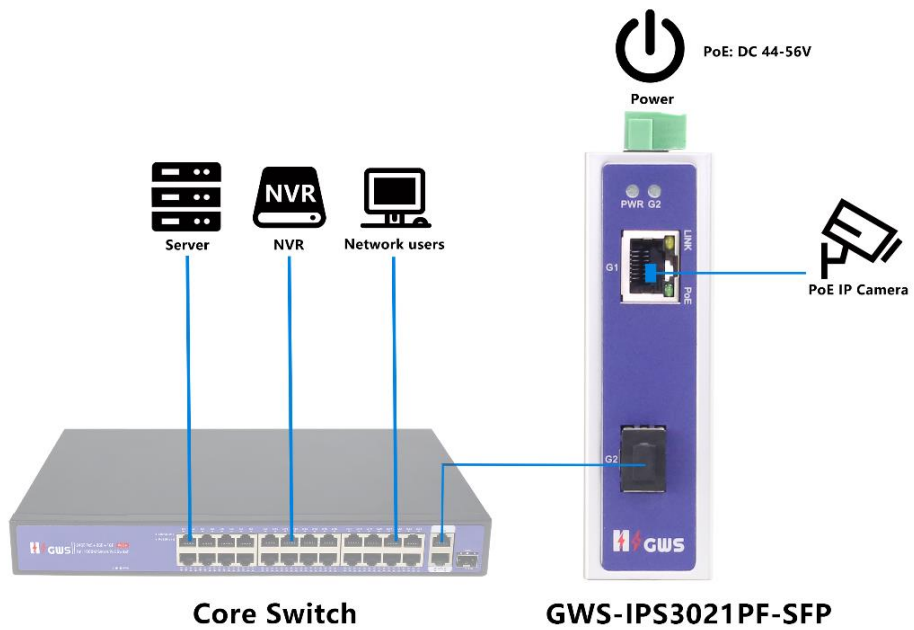 PoE: DC 44-56V
Power
NVR
Server
NVR
Network users
PWR G2
LINK
G1
PoE
PoE IP Camera
G2
GWS
GWS
Core Switch
GWS-IPS3021PF-SFP